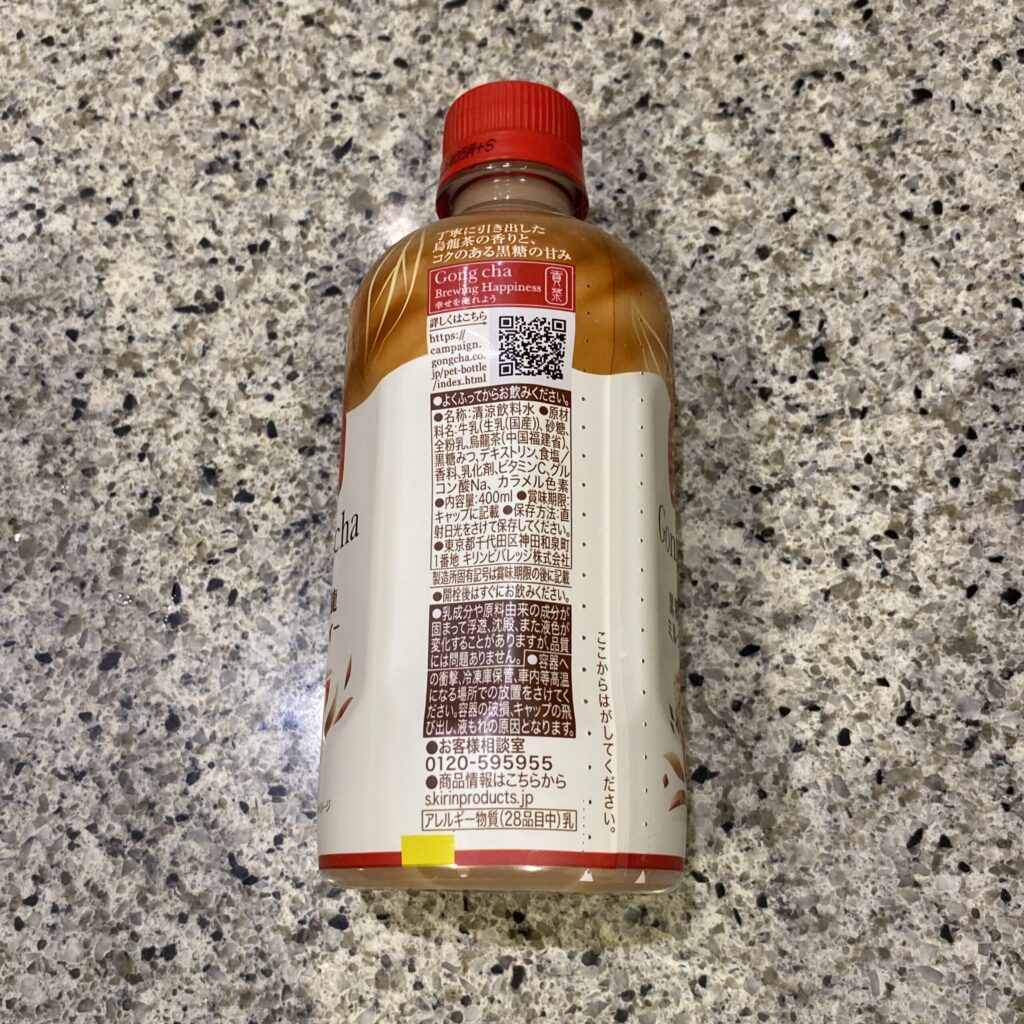 05A+S
丁寧に引き出した
烏龍茶の香りと、
コクのある黒糖の甘み
Gong cha
Brewing Happiness
幸せを淹れよう
貢茶
詳しくはこちら
https://
campaign.
gongcha.co.
jp/pet-bottle
/index.html
●よくふってからお飲みください。
●名称:清涼飲料水 ●原材
料名:牛乳(生乳(国産))、砂糖、
全粉乳、烏龍茶(中国福建省)、
黒糖みつ、デキストリン、食塩/
香料、乳化剤、ビタミンC、グル
コン酸Na、カラメル色素
●内容量:400ml ●賞味期限:
キャップに記載 ●保存方法:直
射日光をさけて保存してください。
●東京都千代田区神田和泉町
1番地 キリンビバレッジ株式会社
製造所固有記号は賞味期限の後に記載
●開栓後はすぐにお飲みください。
●乳成分や原料由来の成分が
固まって浮遊、沈殿、また液色が
変化することがありますが、品質
には問題ありません。●容器へ
の衝撃、冷凍庫保管、車内等高温
になる場所での放置をさけてく
ださい。容器の破損、キャップの飛
び出し、液もれの原因となります。
●お客様相談室
0120-595955
●商品情報はこちらから
s.kirinproducts.jp
アレルギー物質(28品目中)乳
ここからはがしてください。
cha
龍
ー
Gon